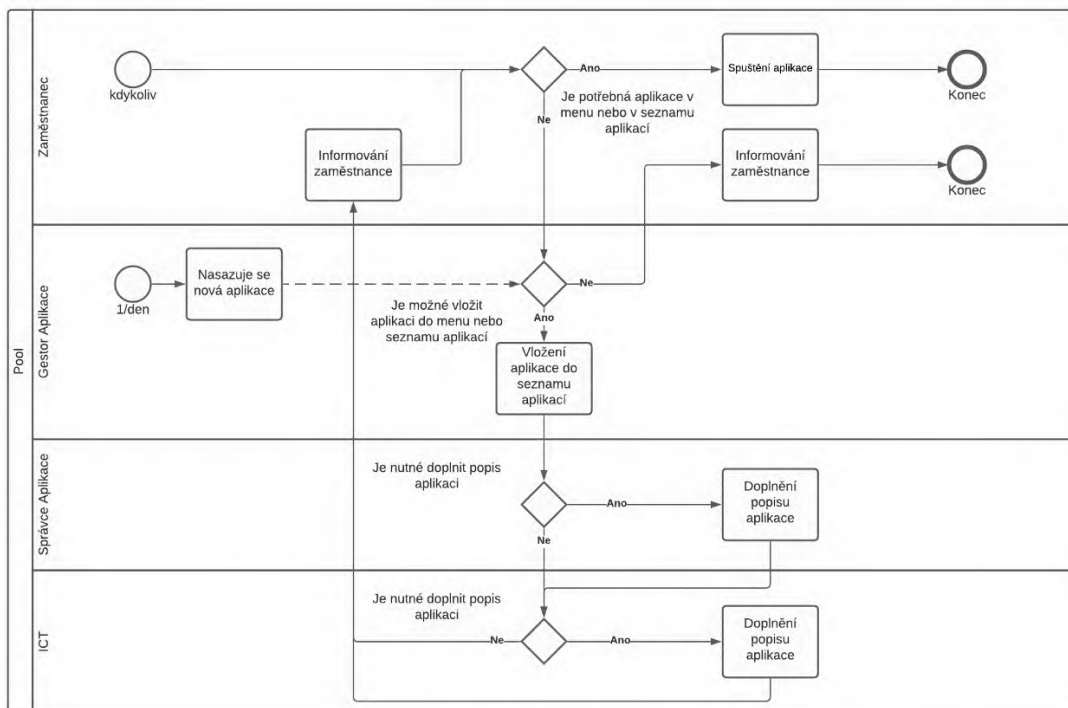 Pool
Zaměstnanec
kdykoliv
Ano
Je potřebná aplikace v
menu nebo v seznamu
aplikací
Ne
Spuštění aplikace
Konec
Informování
zaměstnance
Informování
zaměstnance
Konec
Gestor Aplikace
1/den
Nasazuje se
nová aplikace
Je možné vložit
aplikaci do menu nebo
seznamu aplikací
Ne
Ano
Vložení
aplikace do
seznamu
aplikací
Správce Aplikace
Je nutné doplnit popis
aplikaci
Ano
Ne
Doplnění
popisu
aplikace
ICT
Je nutné doplnit popis
aplikaci
Ne
Ano
Doplnění
popisu
aplikace